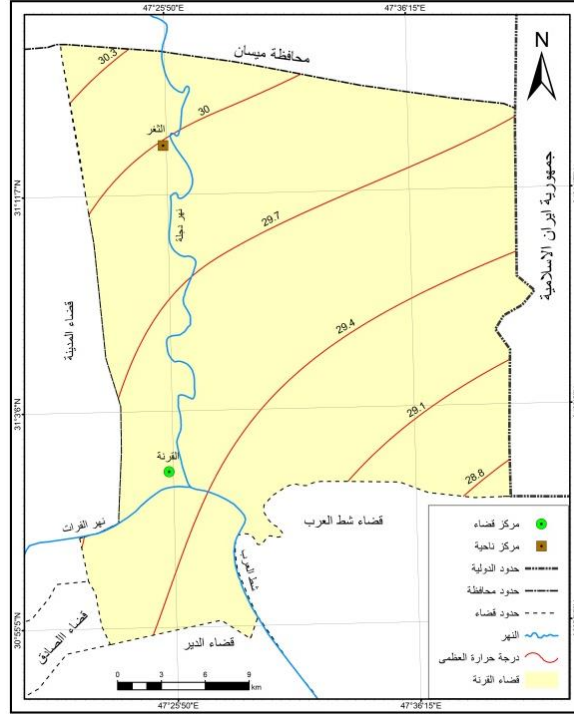 47°25'50"E
47°36'15"E
N
محافظة ميسان
30.3
30
الثغر
31°11'7"N
نهر دجلة
29.7
جمهورية ايران الاسلامية
قضاء المدينة
29.4
31°3'6"N
29.1
القرنة
28.8
قضاء شط العرب
نهر الفرات
شط العرب
قضاء الدير
قضاء الصادق
30°55'5"N
مركز قضاء
مركز ناحية
حدود الدولية
حدود محافظة
حدود قضاء
النهر
درجة حرارة العظمى
قضاء القرنة
0 3 6 9
km
47°25'50"E
47°36'15"E